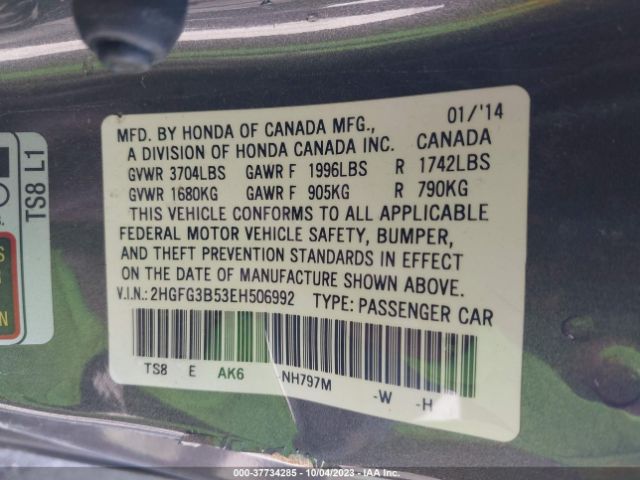 01/'14
MFD. BY HONDA OF CANADA MFG.,
A DIVISION OF HONDA CANADA INC. CANADA
GVWR 3704LBS GAWR F 1996LBS R 1742LBS
GVWR 1680KG GAWR F 905KG R 790KG
THIS VEHICLE CONFORMS TO ALL APPLICABLE
FEDERAL MOTOR VEHICLE SAFETY, BUMPER,
AND THEFT PREVENTION STANDARDS IN EFFECT
ON THE DATE OF MANUFACTURE SHOWN ABOVE.
V.I.N.: 2HGFG3B53EH506992 TYPE: PASSENGER CAR
TS8 E AK6 NH797M -W -H
TS8 L1
000-37734285 - 10/04/2023 - IAA Inc.